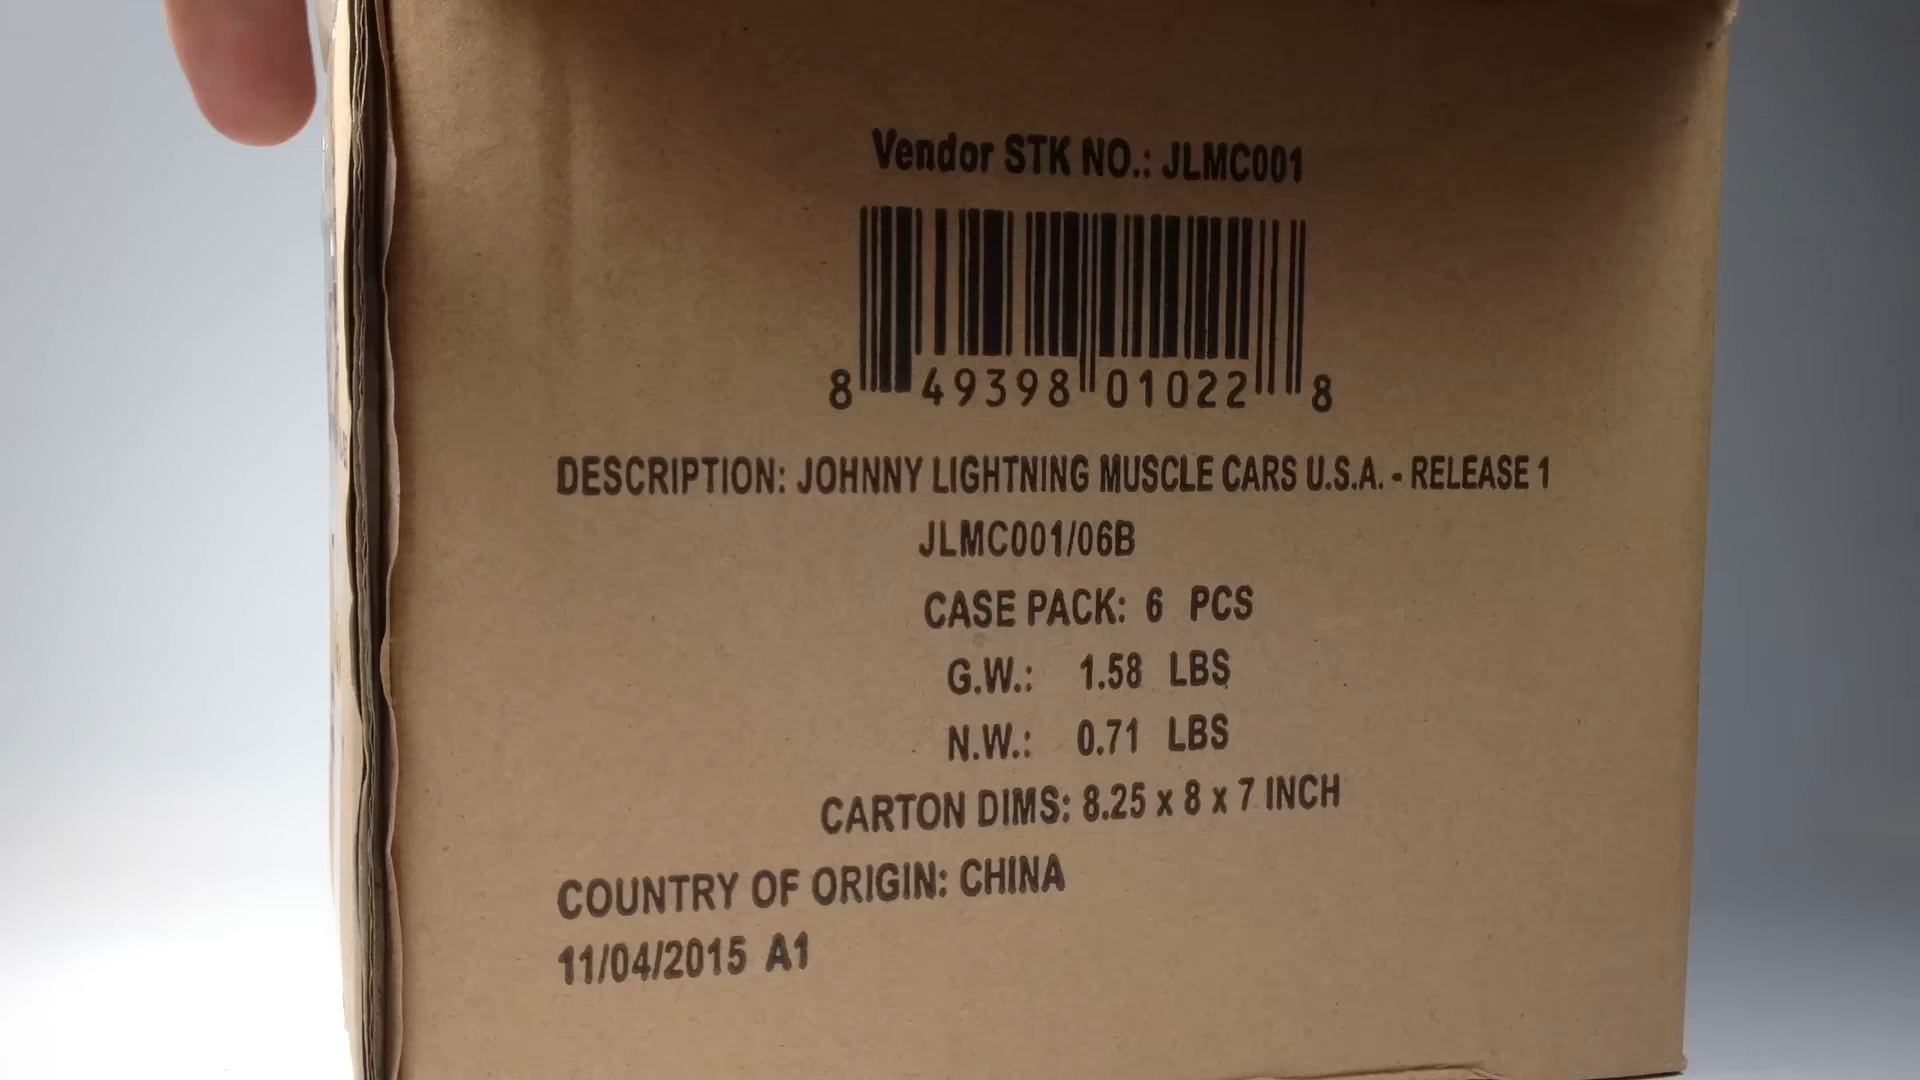 Vendor STK NO.: JLMC001
8 49398 01022 8
DESCRIPTION: JOHNNY LIGHTNING MUSCLE CARS U.S.A. - RELEASE 1
JLMC001/06B
CASE PACK: 6 PCS
G.W.: 1.58 LBS
N.W.: 0.71 LBS
CARTON DIMS: 8.25 x 8 x 7 INCH
COUNTRY OF ORIGIN: CHINA
11/04/2015 A1